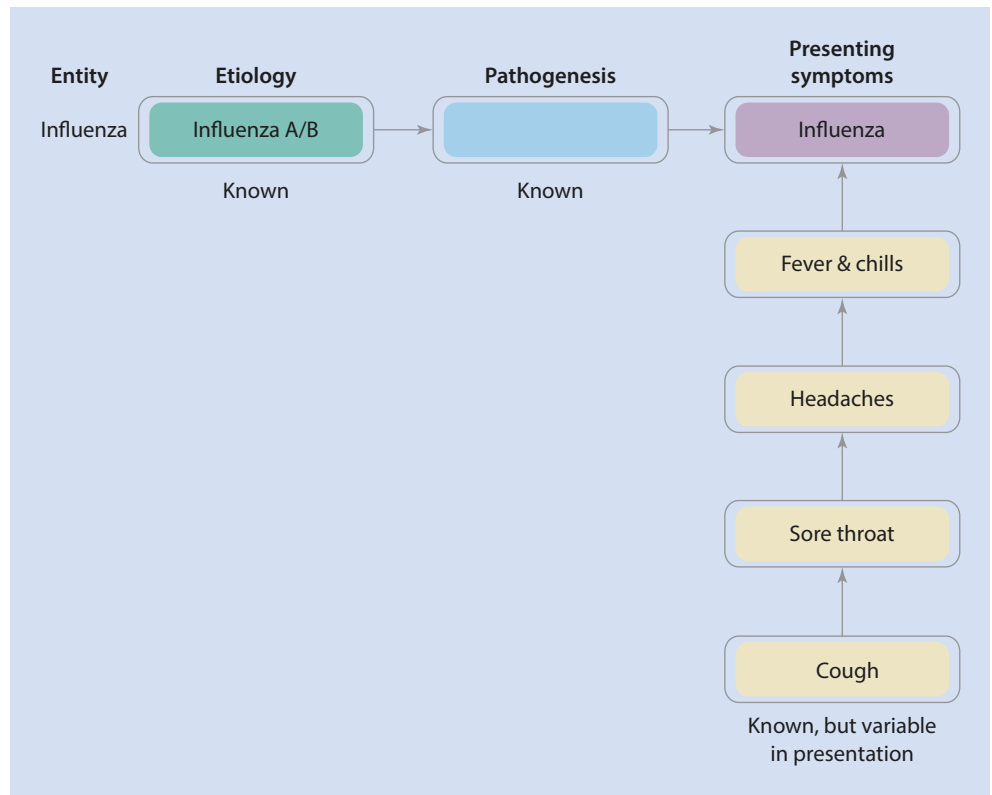 Entity
Etiology
Pathogenesis
Presenting
symptoms
Influenza
Influenza A/B
Influenza
Known
Known
Fever & chills
Headaches
Sore throat
Cough
Known, but variable
in presentation